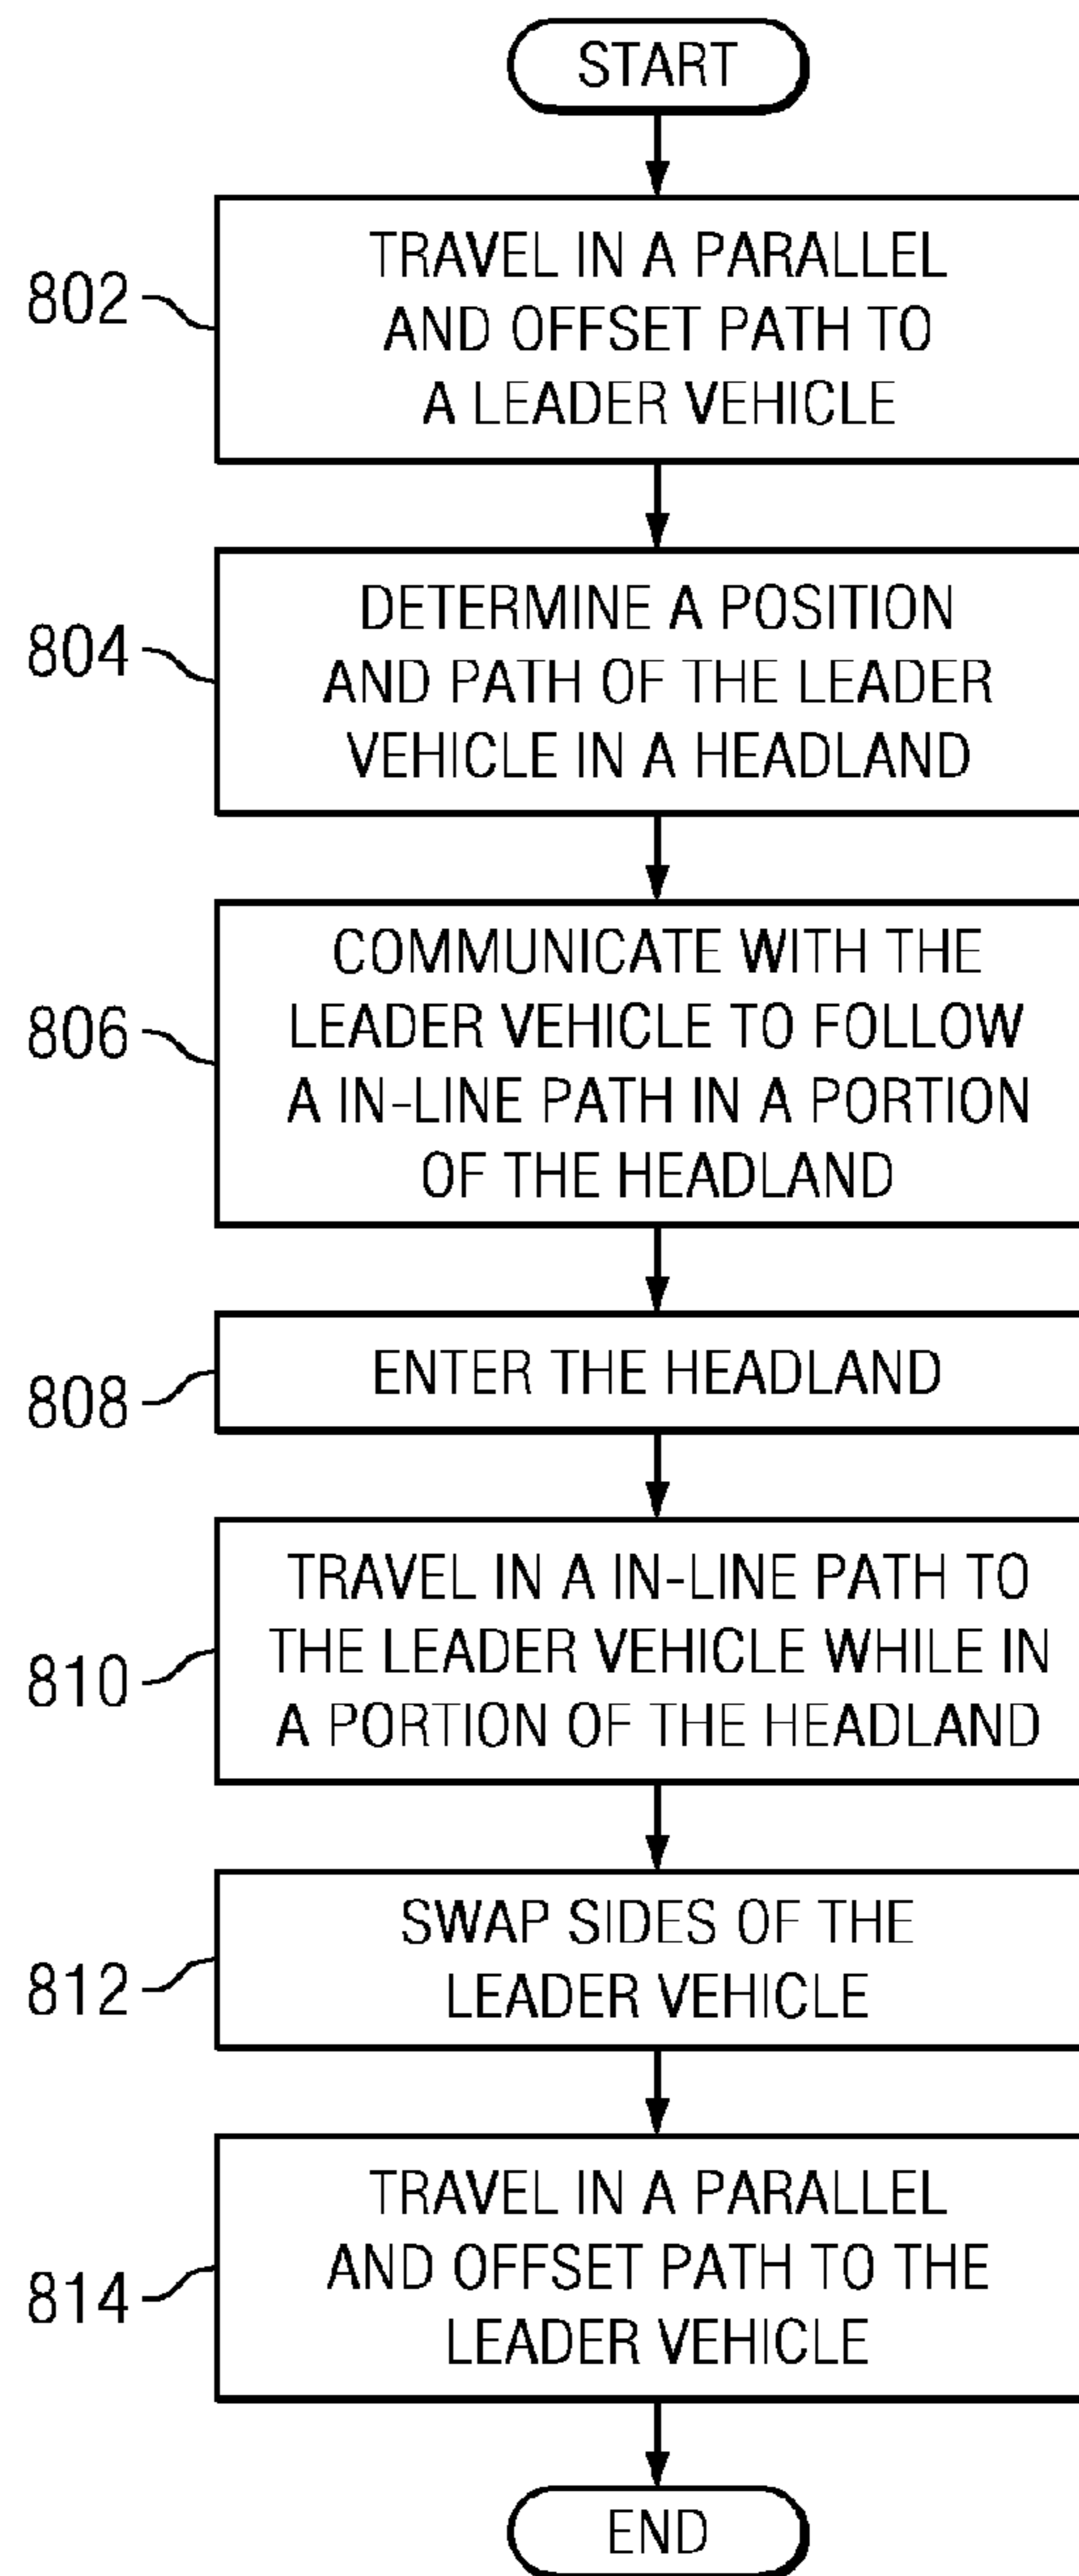 START
802
TRAVEL IN A PARALLEL
AND OFFSET PATH TO
A LEADER VEHICLE
804
DETERMINE A POSITION
AND PATH OF THE LEADER
VEHICLE IN A HEADLAND
806
COMMUNICATE WITH THE
LEADER VEHICLE TO FOLLOW
A IN-LINE PATH IN A PORTION
OF THE HEADLAND
808
ENTER THE HEADLAND
810
TRAVEL IN A IN-LINE PATH TO
THE LEADER VEHICLE WHILE IN
A PORTION OF THE HEADLAND
812
SWAP SIDES OF THE
LEADER VEHICLE
814
TRAVEL IN A PARALLEL
AND OFFSET PATH TO THE
LEADER VEHICLE
END